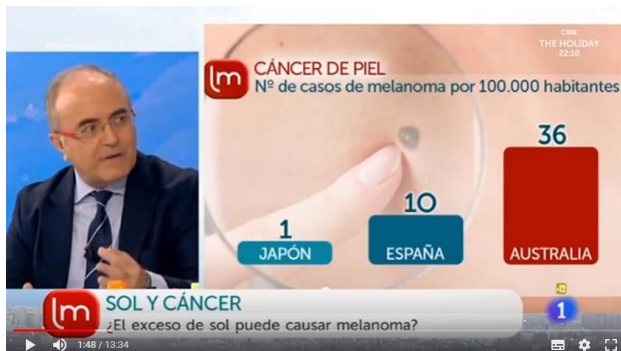 CINE
THE HOLIDAY
22:10
lm
CÁNCER DE PIEL
Nº de casos de melanoma por 100.000 habitantes
36
10
1
JAPÓN
ESPAÑA
AUSTRALIA
lm
SOL Y CÁNCER
¿El exceso de sol puede causar melanoma?
1
1:48 / 13:34